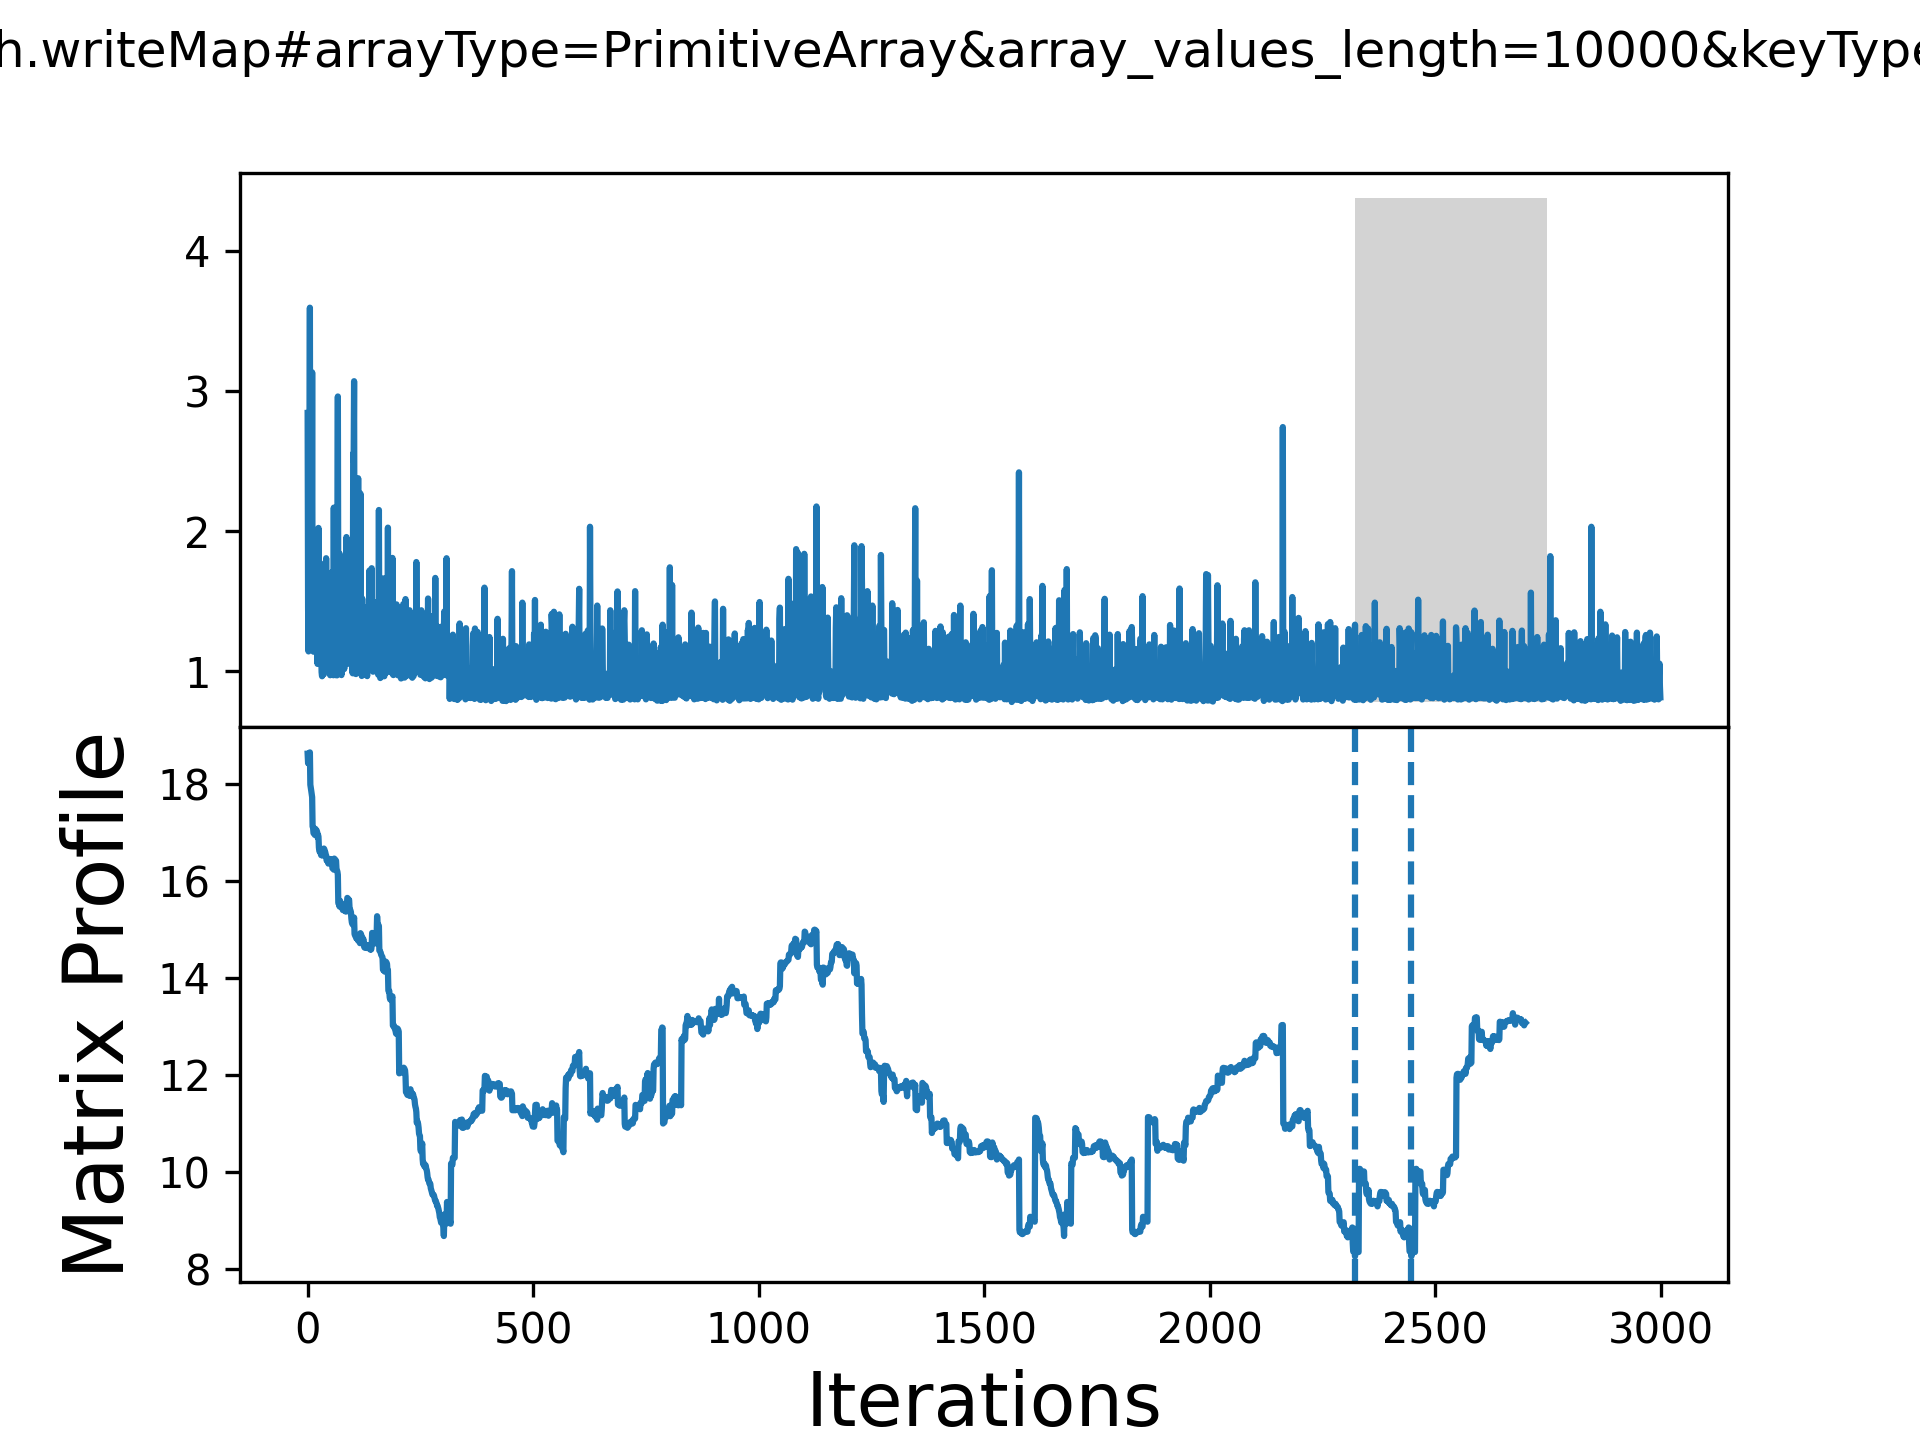 h.writeMap#arrayType=PrimitiveArray&array_values_length=10000&keyType
4
3
2
1
Matrix Profile
18
16
14
12
10
8
0 500 1000 1500 2000 2500 3000
Iterations